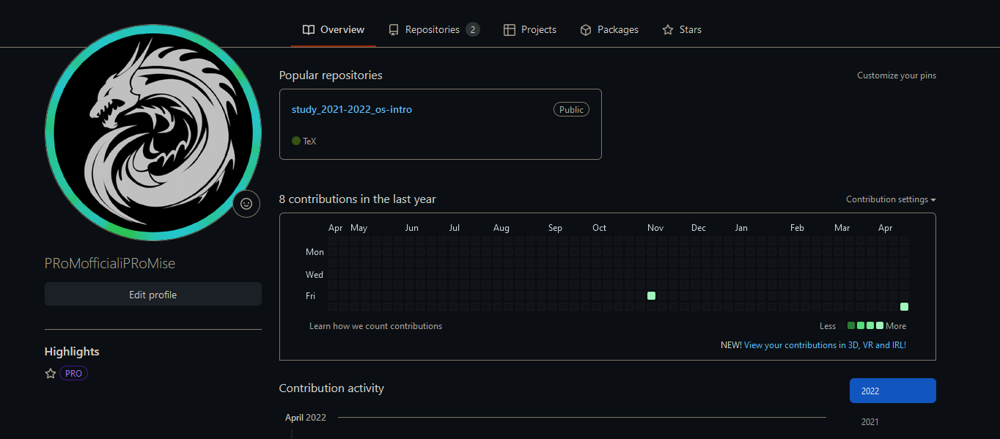 Overview Repositories 2 Projects Packages Stars
PRoMofficialiPRoMise
Edit profile
Highlights
PRO
Popular repositories Customize your pins
study_2021-2022_os-intro Public
TeX
8 contributions in the last year Contribution settings
Apr May Jun Jul Aug Sep Oct Nov Dec Jan Feb Mar Apr
Mon
Wed
Fri
Learn how we count contributions Less More
NEW! View your contributions in 3D, VR and IRL!
Contribution activity 2022
April 2022
2021